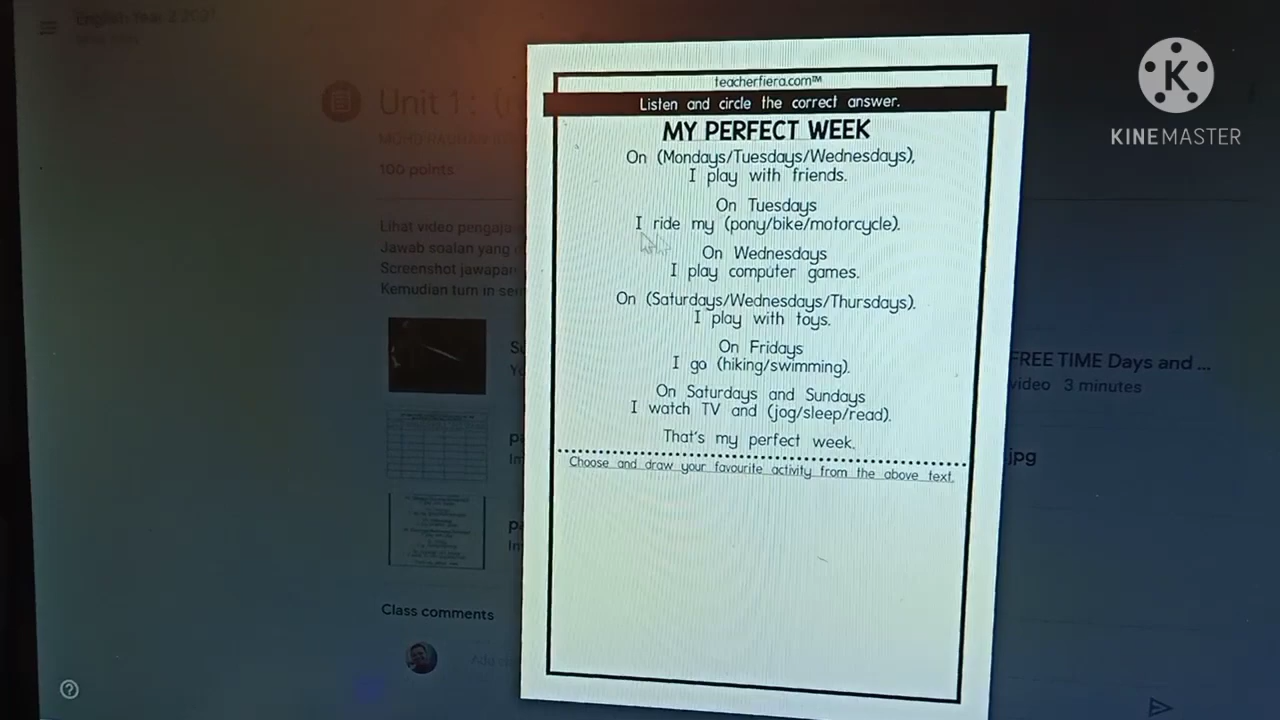 English Year 2 2021
Unit 1 :
100 points
Lihat video pengaja
Jawab soalan yang
Screenshot jawapan
Kemudian turn in
teacherfiera.com™
Listen and circle the correct answer.
MY PERFECT WEEK
On (Mondays/Tuesdays/Wednesdays),
I play with friends.
On Tuesdays
I ride my (pony/bike/motorcycle).
On Wednesdays
I play computer games.
On (Saturdays/Wednesdays/Thursdays).
I play with toys.
On Fridays
I go (hiking/swimming).
On Saturdays and Sundays
I watch TV and (jog/sleep/read).
That's my perfect week.
Choose and draw your favourite activity from the above text.
FREE TIME Days and ...
video 3 minutes
jpg
Class comments
K
KINEMASTER